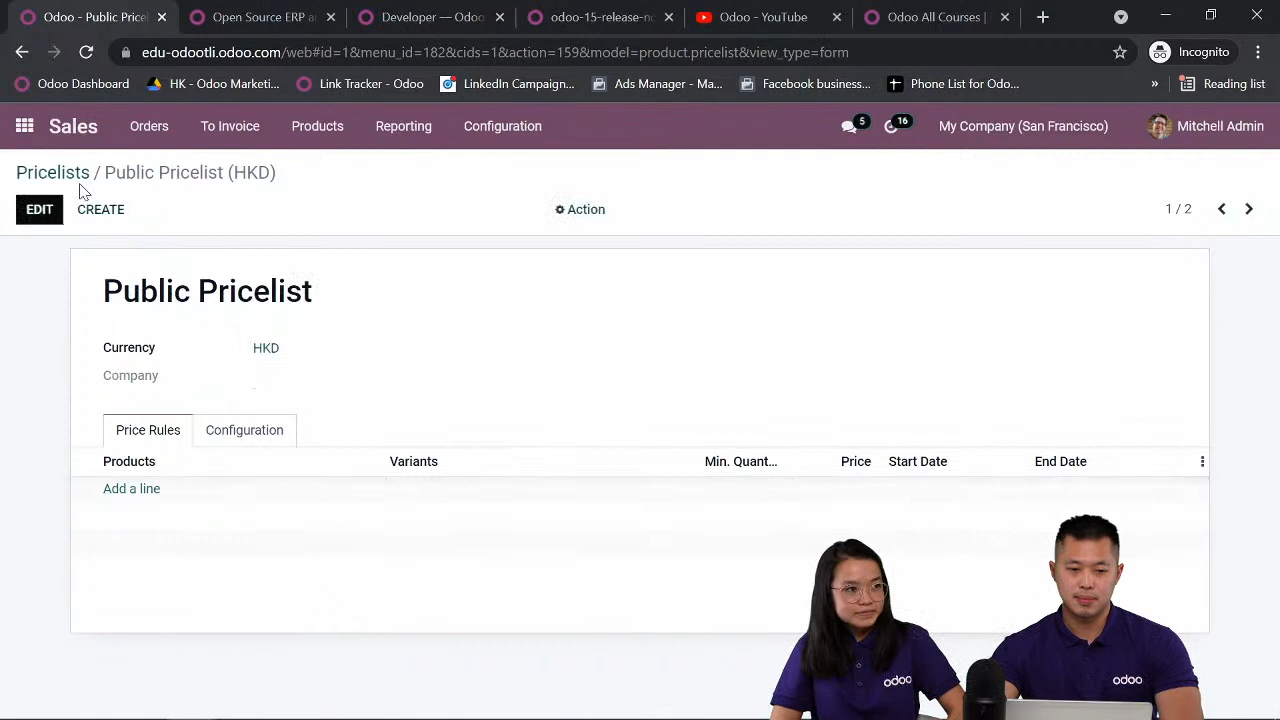 Odoo - Public Price
Open Source ERP a
Developer – Odoo
odoo-15-release-no
Odoo - YouTube
Odoo All Courses |
edu-odootli.odoo.com/web#id=1&menu_id=182&cids=1&action=159&model=product.pricelist&view_type=form
Incognito
Odoo Dashboard
HK - Odoo Marketi...
Link Tracker - Odoo
LinkedIn Campaign...
Ads Manager - Ma...
Facebook business...
Phone List for Odo...
»
Reading list
Sales
Orders
To Invoice
Products
Reporting
Configuration
5
16
My Company (San Francisco)
Mitchell Admin
Pricelists / Public Pricelist (HKD)
EDIT
CREATE
Action
1 / 2
Public Pricelist
Currency
HKD
Company
Price Rules
Configuration
Products
Variants
Min. Quant...
Price
Start Date
End Date
Add a line
odoo
odoo